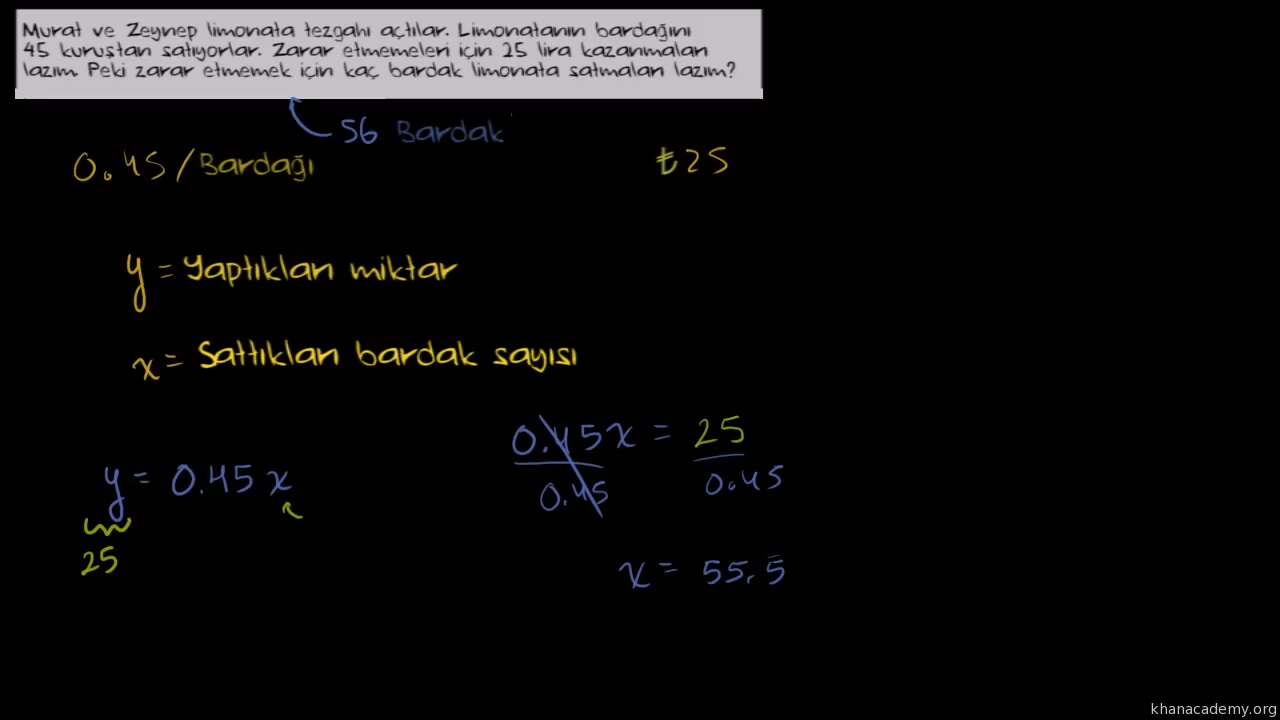 Murat ve Zeynep limonata tezgahı açtılar. Limonatanın bardağını
45 kuruştan satıyorlar. Zarar etmemeleri için 25 lira kazanmaları
lazım. Peki zarar etmemek için kaç bardak limonata satmaları lazım?
56 Bardak
0.45/Bardağı
₺25
y = Yaptıkları miktar
x = Sattıkları bardak sayısı
0.45x = 25
0.45 0.45
y = 0.45 x
25
x = 55.5̅
khanacademy.org